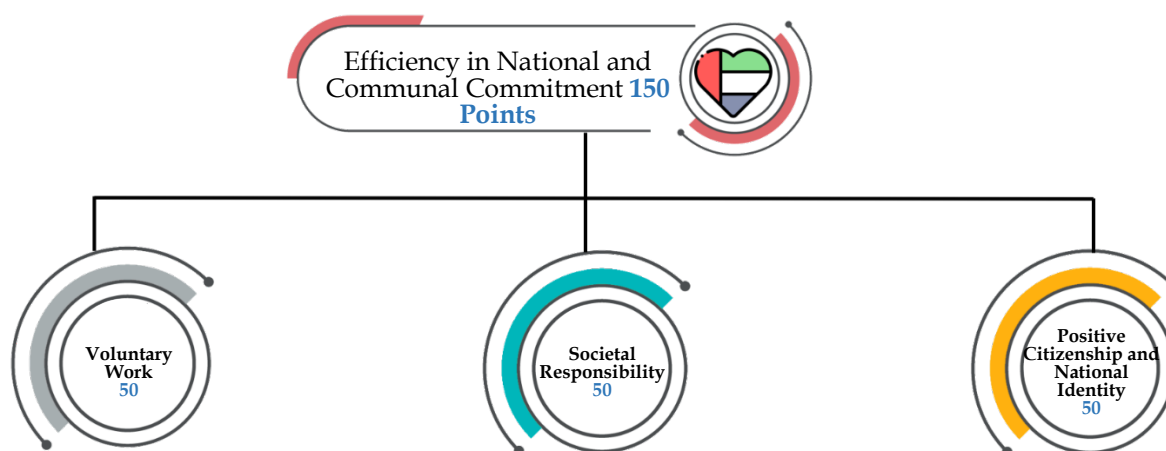 Efficiency in National and
Communal Commitment 150
Points
Voluntary
Work
50
Societal
Responsibility
50
Positive
Citizenship and
National
Identity
50